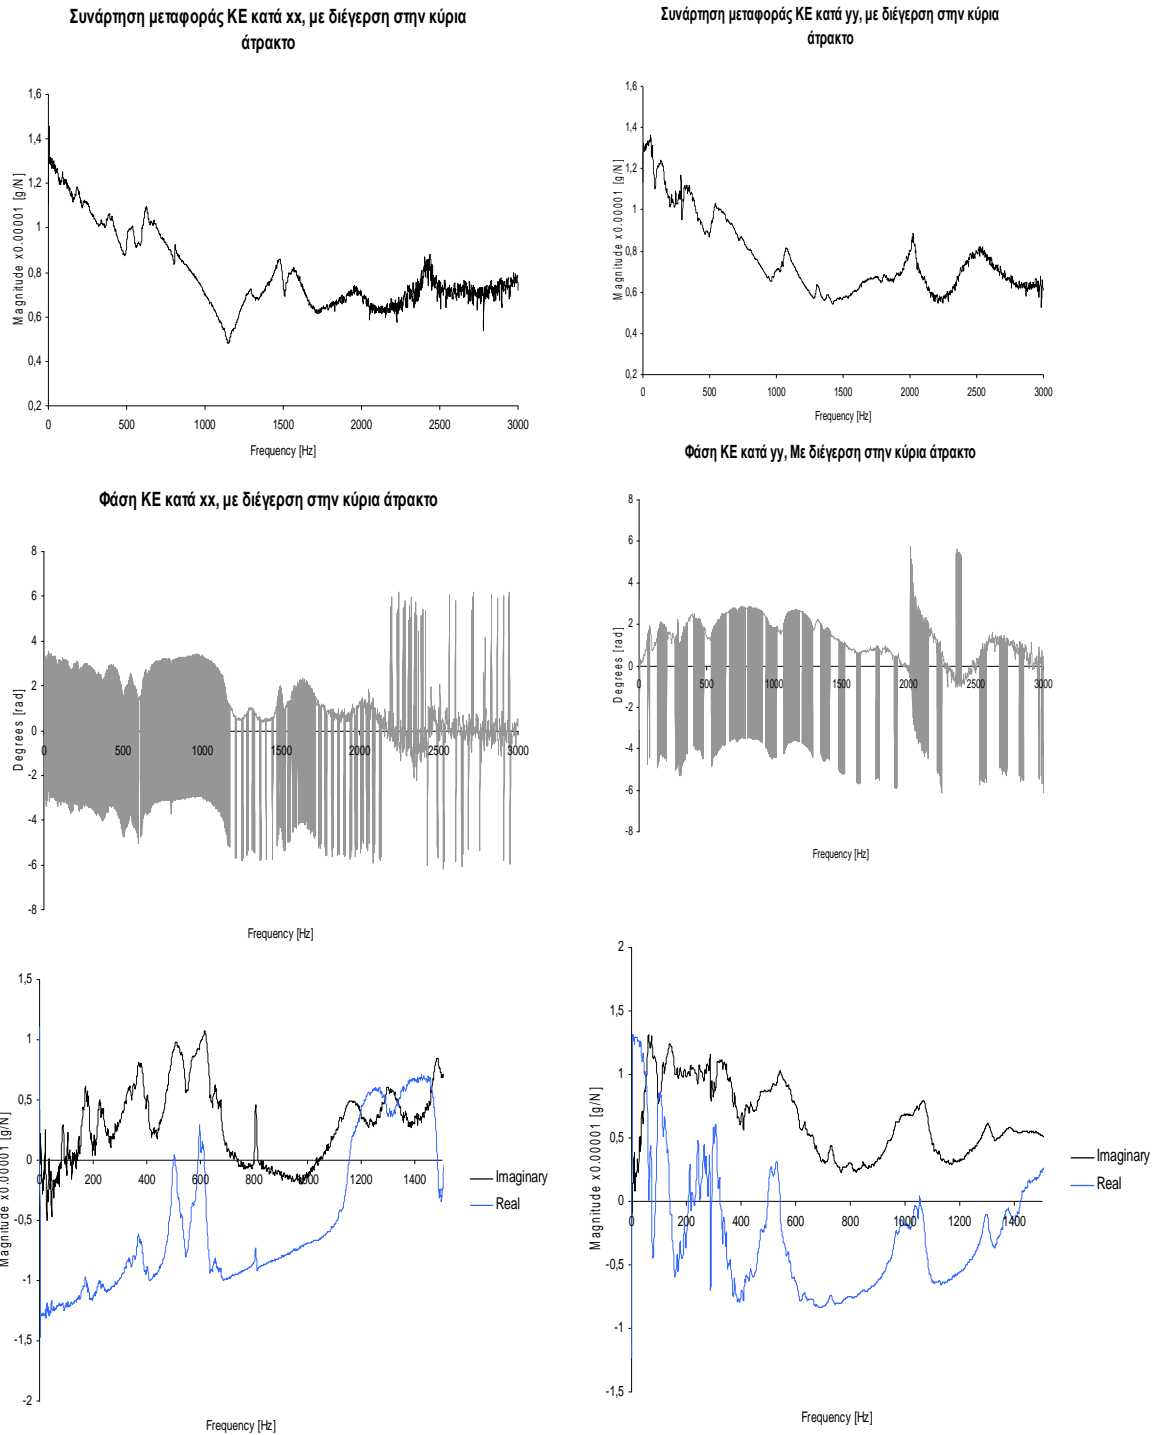 Συνάρτηση μεταφοράς ΚΕ κατά xx, με διέγερση στην κύρια
άτρακτο
1,6
1,4
1,2
1
0,8
0,6
0,4
0,2
0 500 1000 1500 2000 2500 3000
Magnitude x0.00001 [g/N]
Frequency [Hz]
Συνάρτηση μεταφοράς ΚΕ κατά yy, με διέγερση στην κύρια
άτρακτο
1,6
1,4
1,2
1
0,8
0,6
0,4
0,2
0 500 1000 1500 2000 2500 3000
Magnitude x0.00001 [g/N]
Frequency [Hz]
Φάση ΚΕ κατά xx, με διέγερση στην κύρια άτρακτο
8
6
4
2
0
-2
-4
-6
-8
0 500 1000 1500 2000 2500 3000
Degrees [rad]
Frequency [Hz]
Φάση ΚΕ κατά yy, Με διέγερση στην κύρια άτρακτο
8
6
4
2
0
-2
-4
-6
-8
0 500 1000 1500 2000 2500 3000
Degrees [rad]
Frequency [Hz]
1,5
1
0,5
0
-0,5
-1
-1,5
-2
0 200 400 600 800 1000 1200 1400
Magnitude x0.00001 [g/N]
Frequency [Hz]
Imaginary
Real
2
1,5
1
0,5
0
-0,5
-1
-1,5
0 200 400 600 800 1000 1200 1400
Magnitude x0.00001 [g/N]
Frequency [Hz]
Imaginary
Real